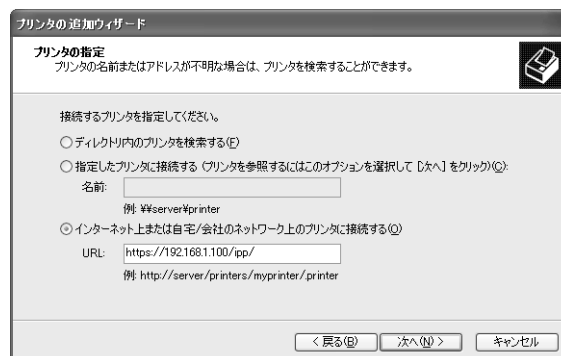 プリンタの追加ウィザード
プリンタの指定
プリンタの名前またはアドレスが不明な場合は、プリンタを検索することができます。
接続するプリンタを指定してください。
ディレクトリ内のプリンタを検索する(F)
指定したプリンタに接続する (プリンタを参照するにはこのオプションを選択して [次へ] をクリック)(C):
名前:
例: ¥¥server¥printer
インターネット上または自宅/会社のネットワーク上のプリンタに接続する(O)
URL: https://192.168.1.100/ipp/
例: http://server/printers/myprinter/.printer
< 戻る(B) 次へ(N) > キャンセル